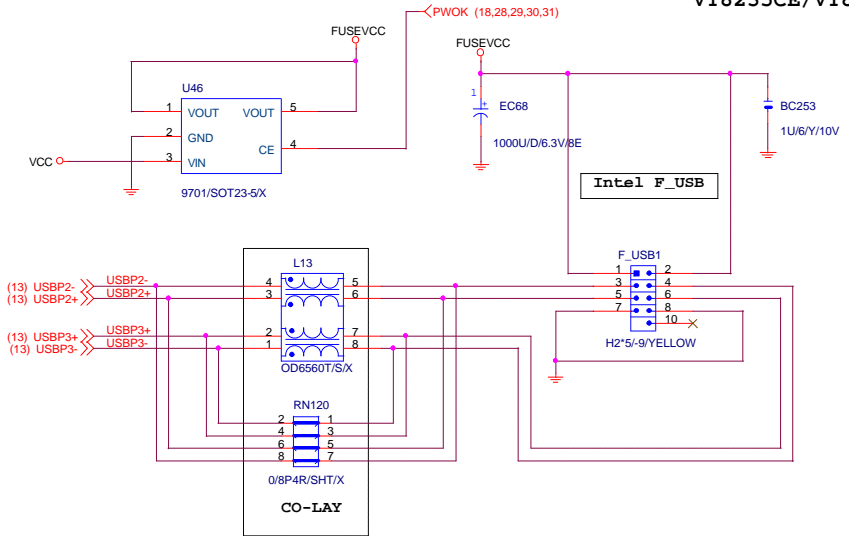 VT8235CE/VT8
PWOK (18,28,29,30,31)
FUSEVCC
FUSEVCC
U46
1 VOUT VOUT 5
2 GND
CE 4
3 VIN
VCC
9701/SOT23-5/X
1
EC68
1000U/D/6.3V/8E
BC253
1U/6/Y/10V
Intel F_USB
F_USB1
1 2
3 4
5 6
7 8
10
H2*5/-9/YELLOW
L13
(13) USBP2- USBP2- 4 5
(13) USBP2+ USBP2+ 3 6
(13) USBP3+ USBP3+ 2 7
(13) USBP3- USBP3- 1 8
OD6560T/S/X
RN120
2 1
4 3
6 5
8 7
0/8P4R/SHT/X
CO-LAY